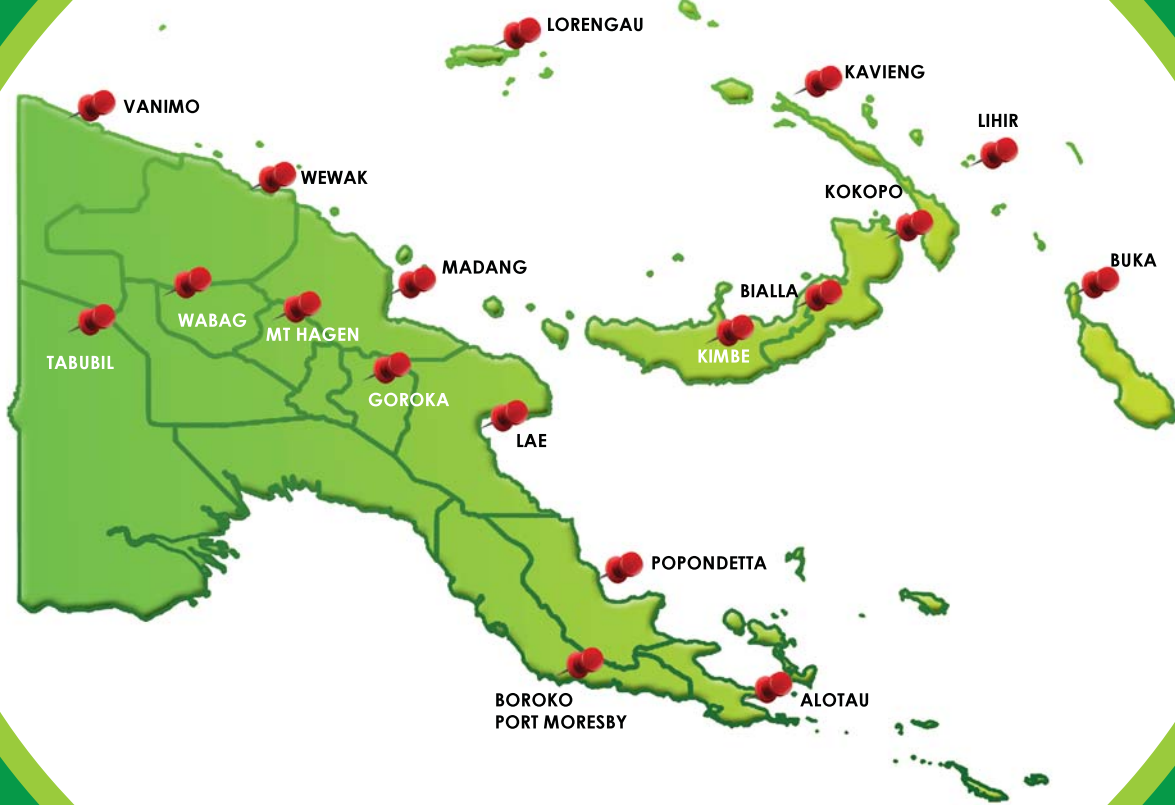 LORENGAU
KAVIENG
VANIMO
LIHIR
WEWAK
KOKOPO
MADANG
BUKA
BIALLA
WABAG
MT HAGEN
TABUBIL
KIMBE
GOROKA
LAE
POPONDETTA
BOROKO
PORT MORESBY
ALOTAU